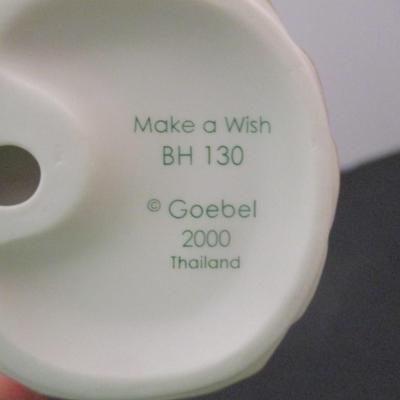 Make a Wish
BH 130
© Goebel
2000
Thailand